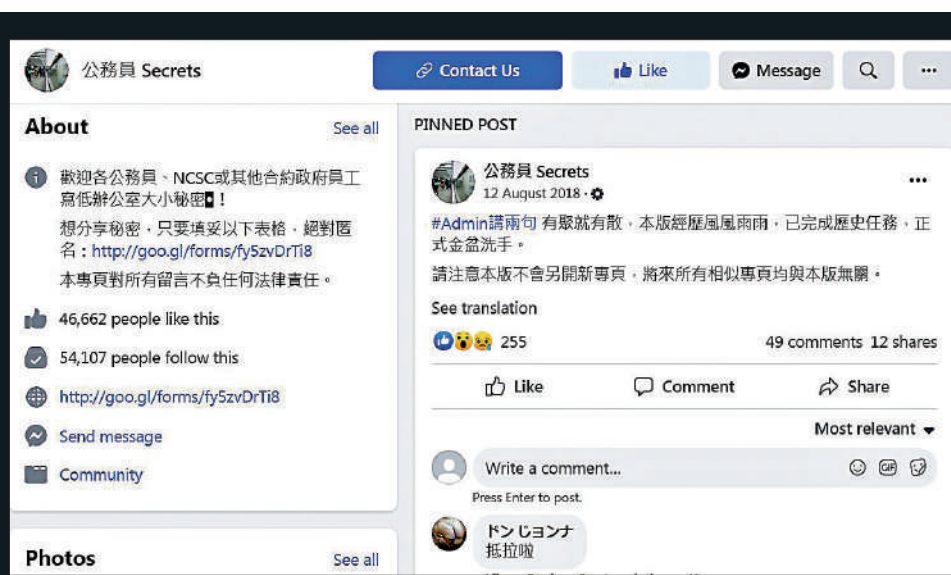 公務員 Secrets
Contact Us
Like
Message
About
See all
歡迎各公務員、NCSC或其他合約政府員工
寫低辦公室大小秘密!
想分享秘密，只要填妥以下表格，絕對匿
名：http://goo.gl/forms/fy5zvDrTi8
本專頁對所有留言不負任何法律責任。
46,662 people like this
54,107 people follow this
http://goo.gl/forms/fy5zvDrTi8
Send message
Community
Photos
See all
PINNED POST
公務員 Secrets
12 August 2018 ·
#Admin講兩句 有聚就有散，本版經歷風風雨雨，已完成歷史任務，正
式金盆洗手。
請注意本版不會另開新專頁，將來所有相似專頁均與本版無關。
See translation
255
49 comments 12 shares
Like
Comment
Share
Most relevant
Write a comment...
GIF
Press Enter to post.
ドン じョンナ
抵拉啦